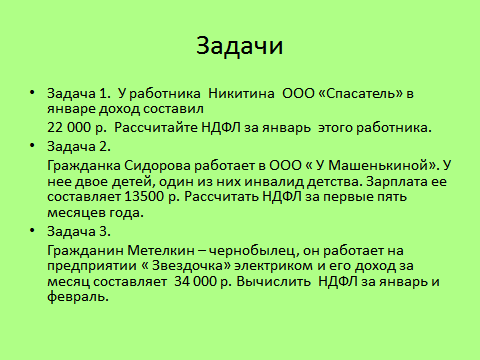 Задачи
• Задача 1. У работника Никитина ООО «Спасатель» в
январе доход составил
22 000 р. Рассчитайте НДФЛ за январь этого работника.
• Задача 2.
Гражданка Сидорова работает в ООО « У Машенькиной». У
нее двое детей, один из них инвалид детства. Зарплата ее
составляет 13500 р. Рассчитать НДФЛ за первые пять
месяцев года.
• Задача 3.
Гражданин Метелкин – чернобылец, он работает на
предприятии « Звездочка» электриком и его доход за
месяц составляет 34 000 р. Вычислить НДФЛ за январь и
февраль.